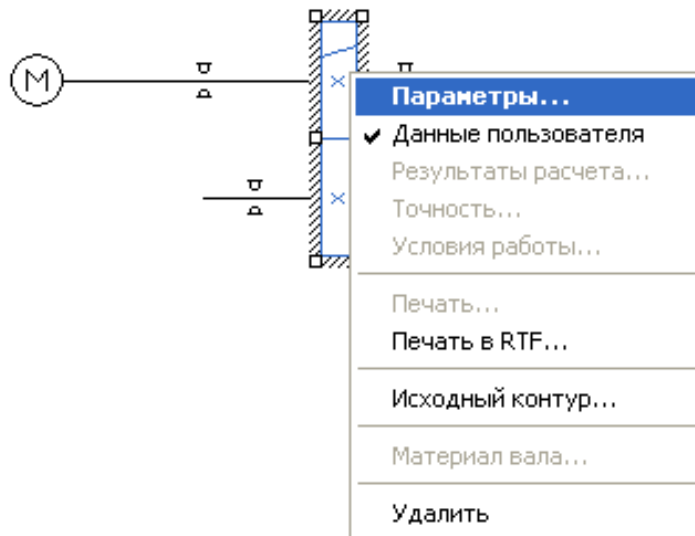 M
Параметры...
Данные пользователя
Результаты расчета...
Точность...
Условия работы...
Печать...
Печать в RTF...
Исходный контур...
Материал вала...
Удалить